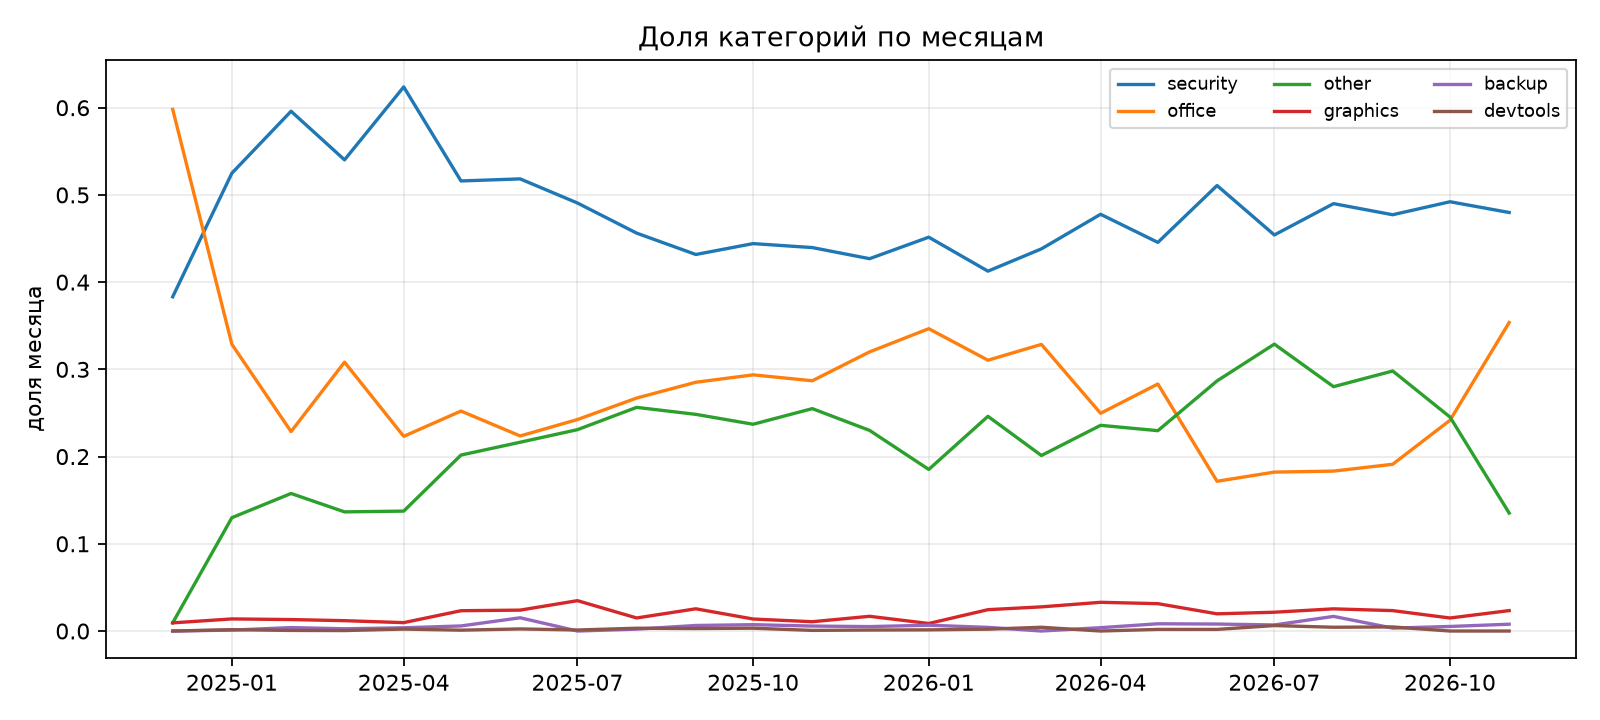 Доля категорий по месяцам
security other backup
office graphics devtools
доля месяца
0.6
0.5
0.4
0.3
0.2
0.1
0.0
2025-01 2025-04 2025-07 2025-10 2026-01 2026-04 2026-07 2026-10